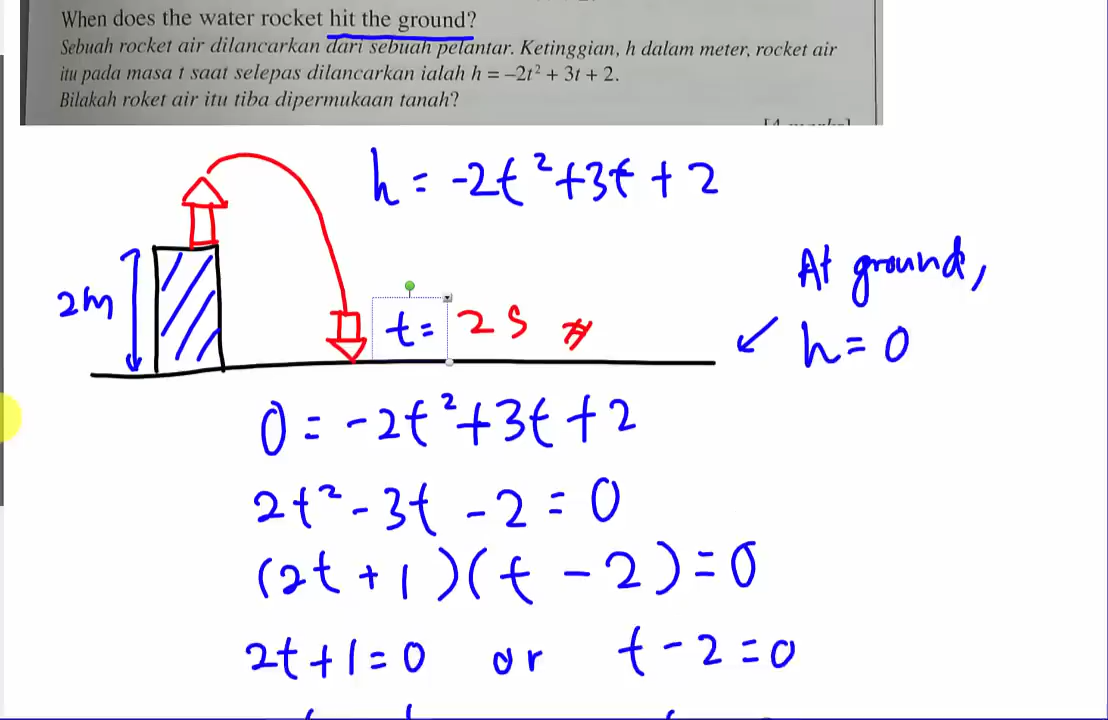 When does the water rocket hit the ground?
Sebuah rocket air dilancarkan dari sebuah pelantar. Ketinggian, h dalam meter, rocket air
itu pada masa t saat selepas dilancarkan ialah h = –2t² + 3t + 2.
Bilakah roket air itu tiba dipermukaan tanah?
h = -2t² + 3t + 2
At ground,
2m
t = 2s
h = 0
0 = -2t² + 3t + 2
2t² - 3t - 2 = 0
(2t + 1)(t - 2) = 0
2t + 1 = 0 or t - 2 = 0